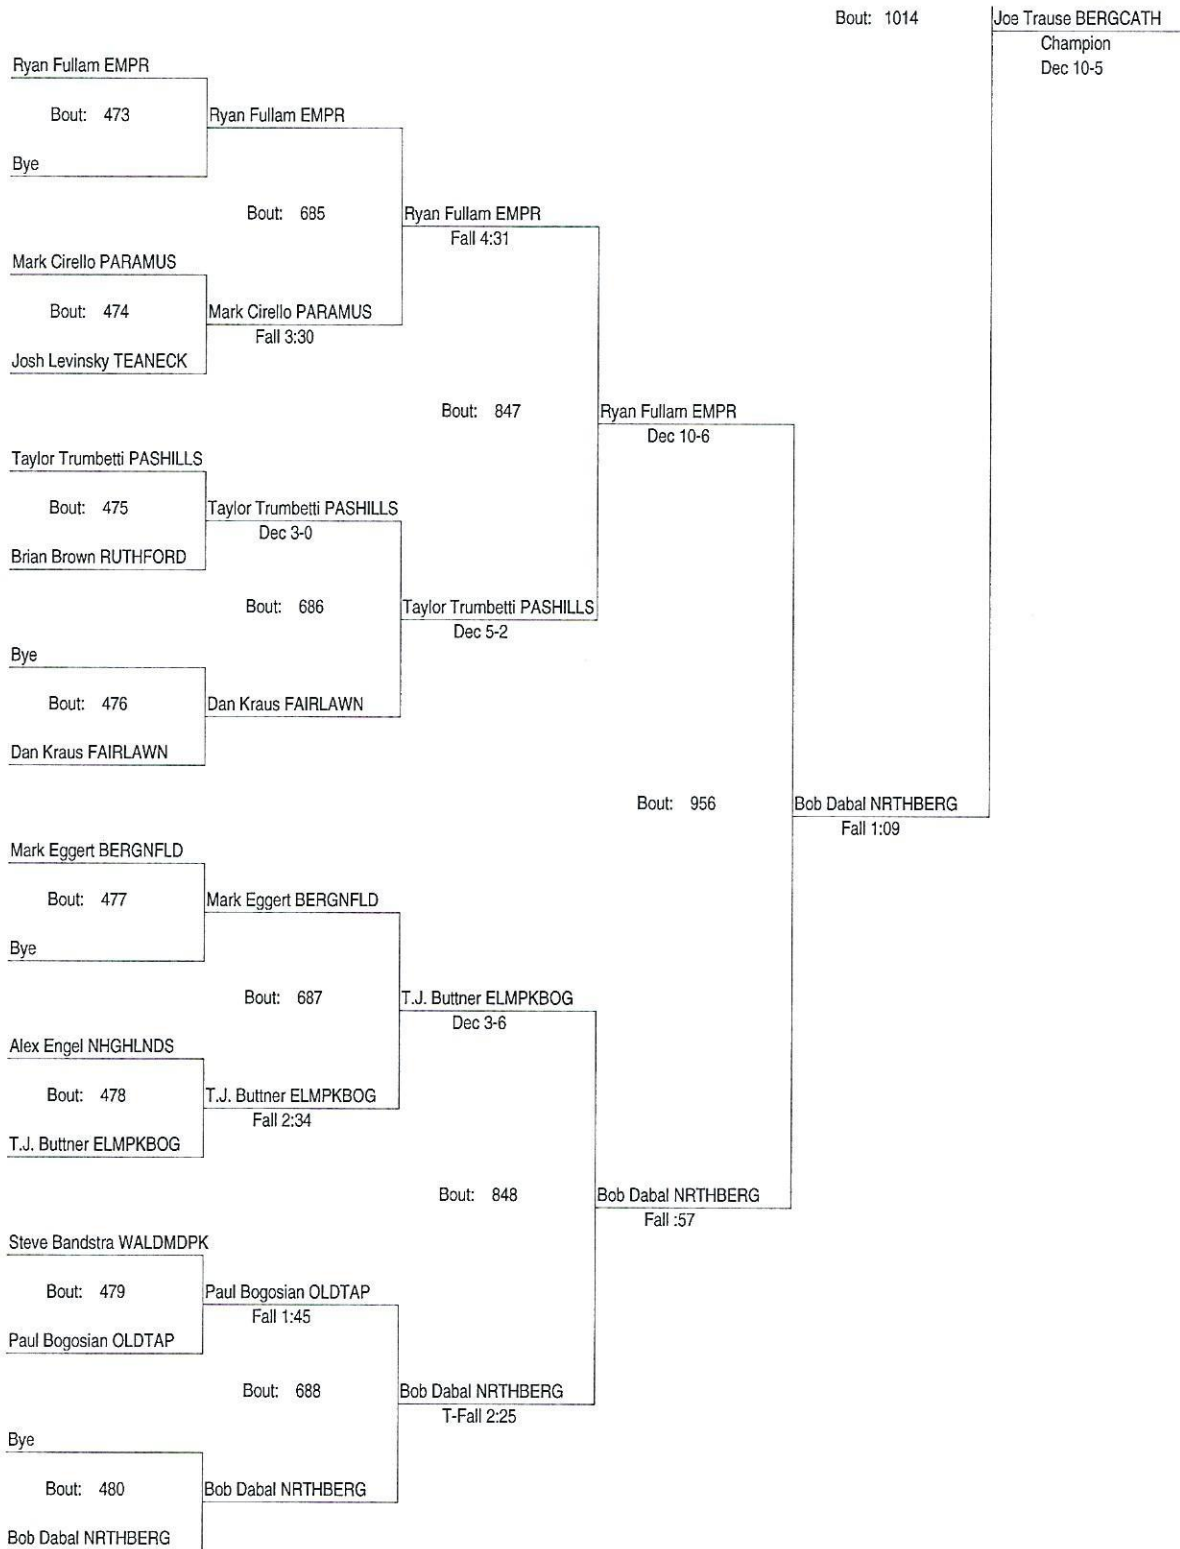 Bout: 1014
Joe Trause BERGCATH
Champion
Dec 10-5
Ryan Fullam EMPR
Bout: 473
Ryan Fullam EMPR
Bye
Bout: 685
Ryan Fullam EMPR
Fall 4:31
Mark Cirello PARAMUS
Bout: 474
Mark Cirello PARAMUS
Fall 3:30
Josh Levinsky TEANECK
Bout: 847
Ryan Fullam EMPR
Dec 10-6
Taylor Trumbetti PASHILLS
Bout: 475
Taylor Trumbetti PASHILLS
Dec 3-0
Brian Brown RUTHFORD
Bout: 686
Taylor Trumbetti PASHILLS
Dec 5-2
Bye
Bout: 476
Dan Kraus FAIRLAWN
Dan Kraus FAIRLAWN
Bout: 956
Bob Dabal NRTHBERG
Fall 1:09
Mark Eggert BERGNFLD
Bout: 477
Mark Eggert BERGNFLD
Bye
Bout: 687
T.J. Buttner ELMPKBOG
Dec 3-6
Alex Engel NHGHLNDS
Bout: 478
T.J. Buttner ELMPKBOG
Fall 2:34
T.J. Buttner ELMPKBOG
Bout: 848
Bob Dabal NRTHBERG
Fall :57
Steve Bandstra WALDMDPK
Bout: 479
Paul Bogosian OLDTAP
Fall 1:45
Paul Bogosian OLDTAP
Bout: 688
Bob Dabal NRTHBERG
T-Fall 2:25
Bye
Bout: 480
Bob Dabal NRTHBERG
Bob Dabal NRTHBERG